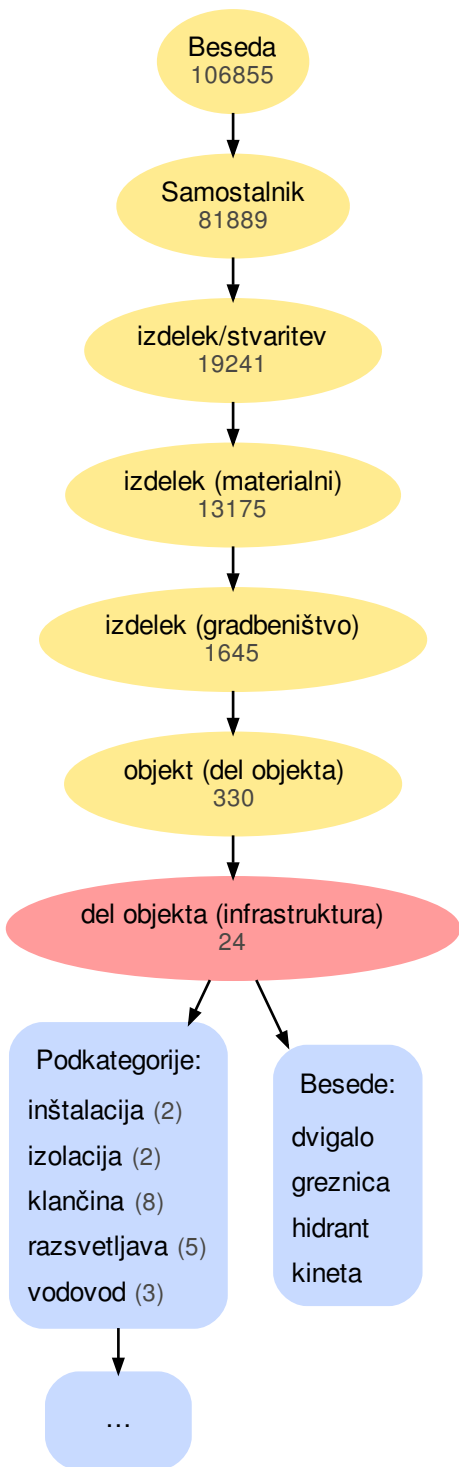 Beseda
106855
Samostalnik
81889
izdelek/stvaritev
19241
izdelek (materialni)
13175
izdelek (gradbeništvo)
1645
objekt (del objekta)
330
del objekta (infrastruktura)
24
Podkategorije:
inštalacija (2)
izolacija (2)
klančina (8)
razsvetljava (5)
vodovod (3)
Besede:
dvigalo
greznica
hidrant
kineta
...